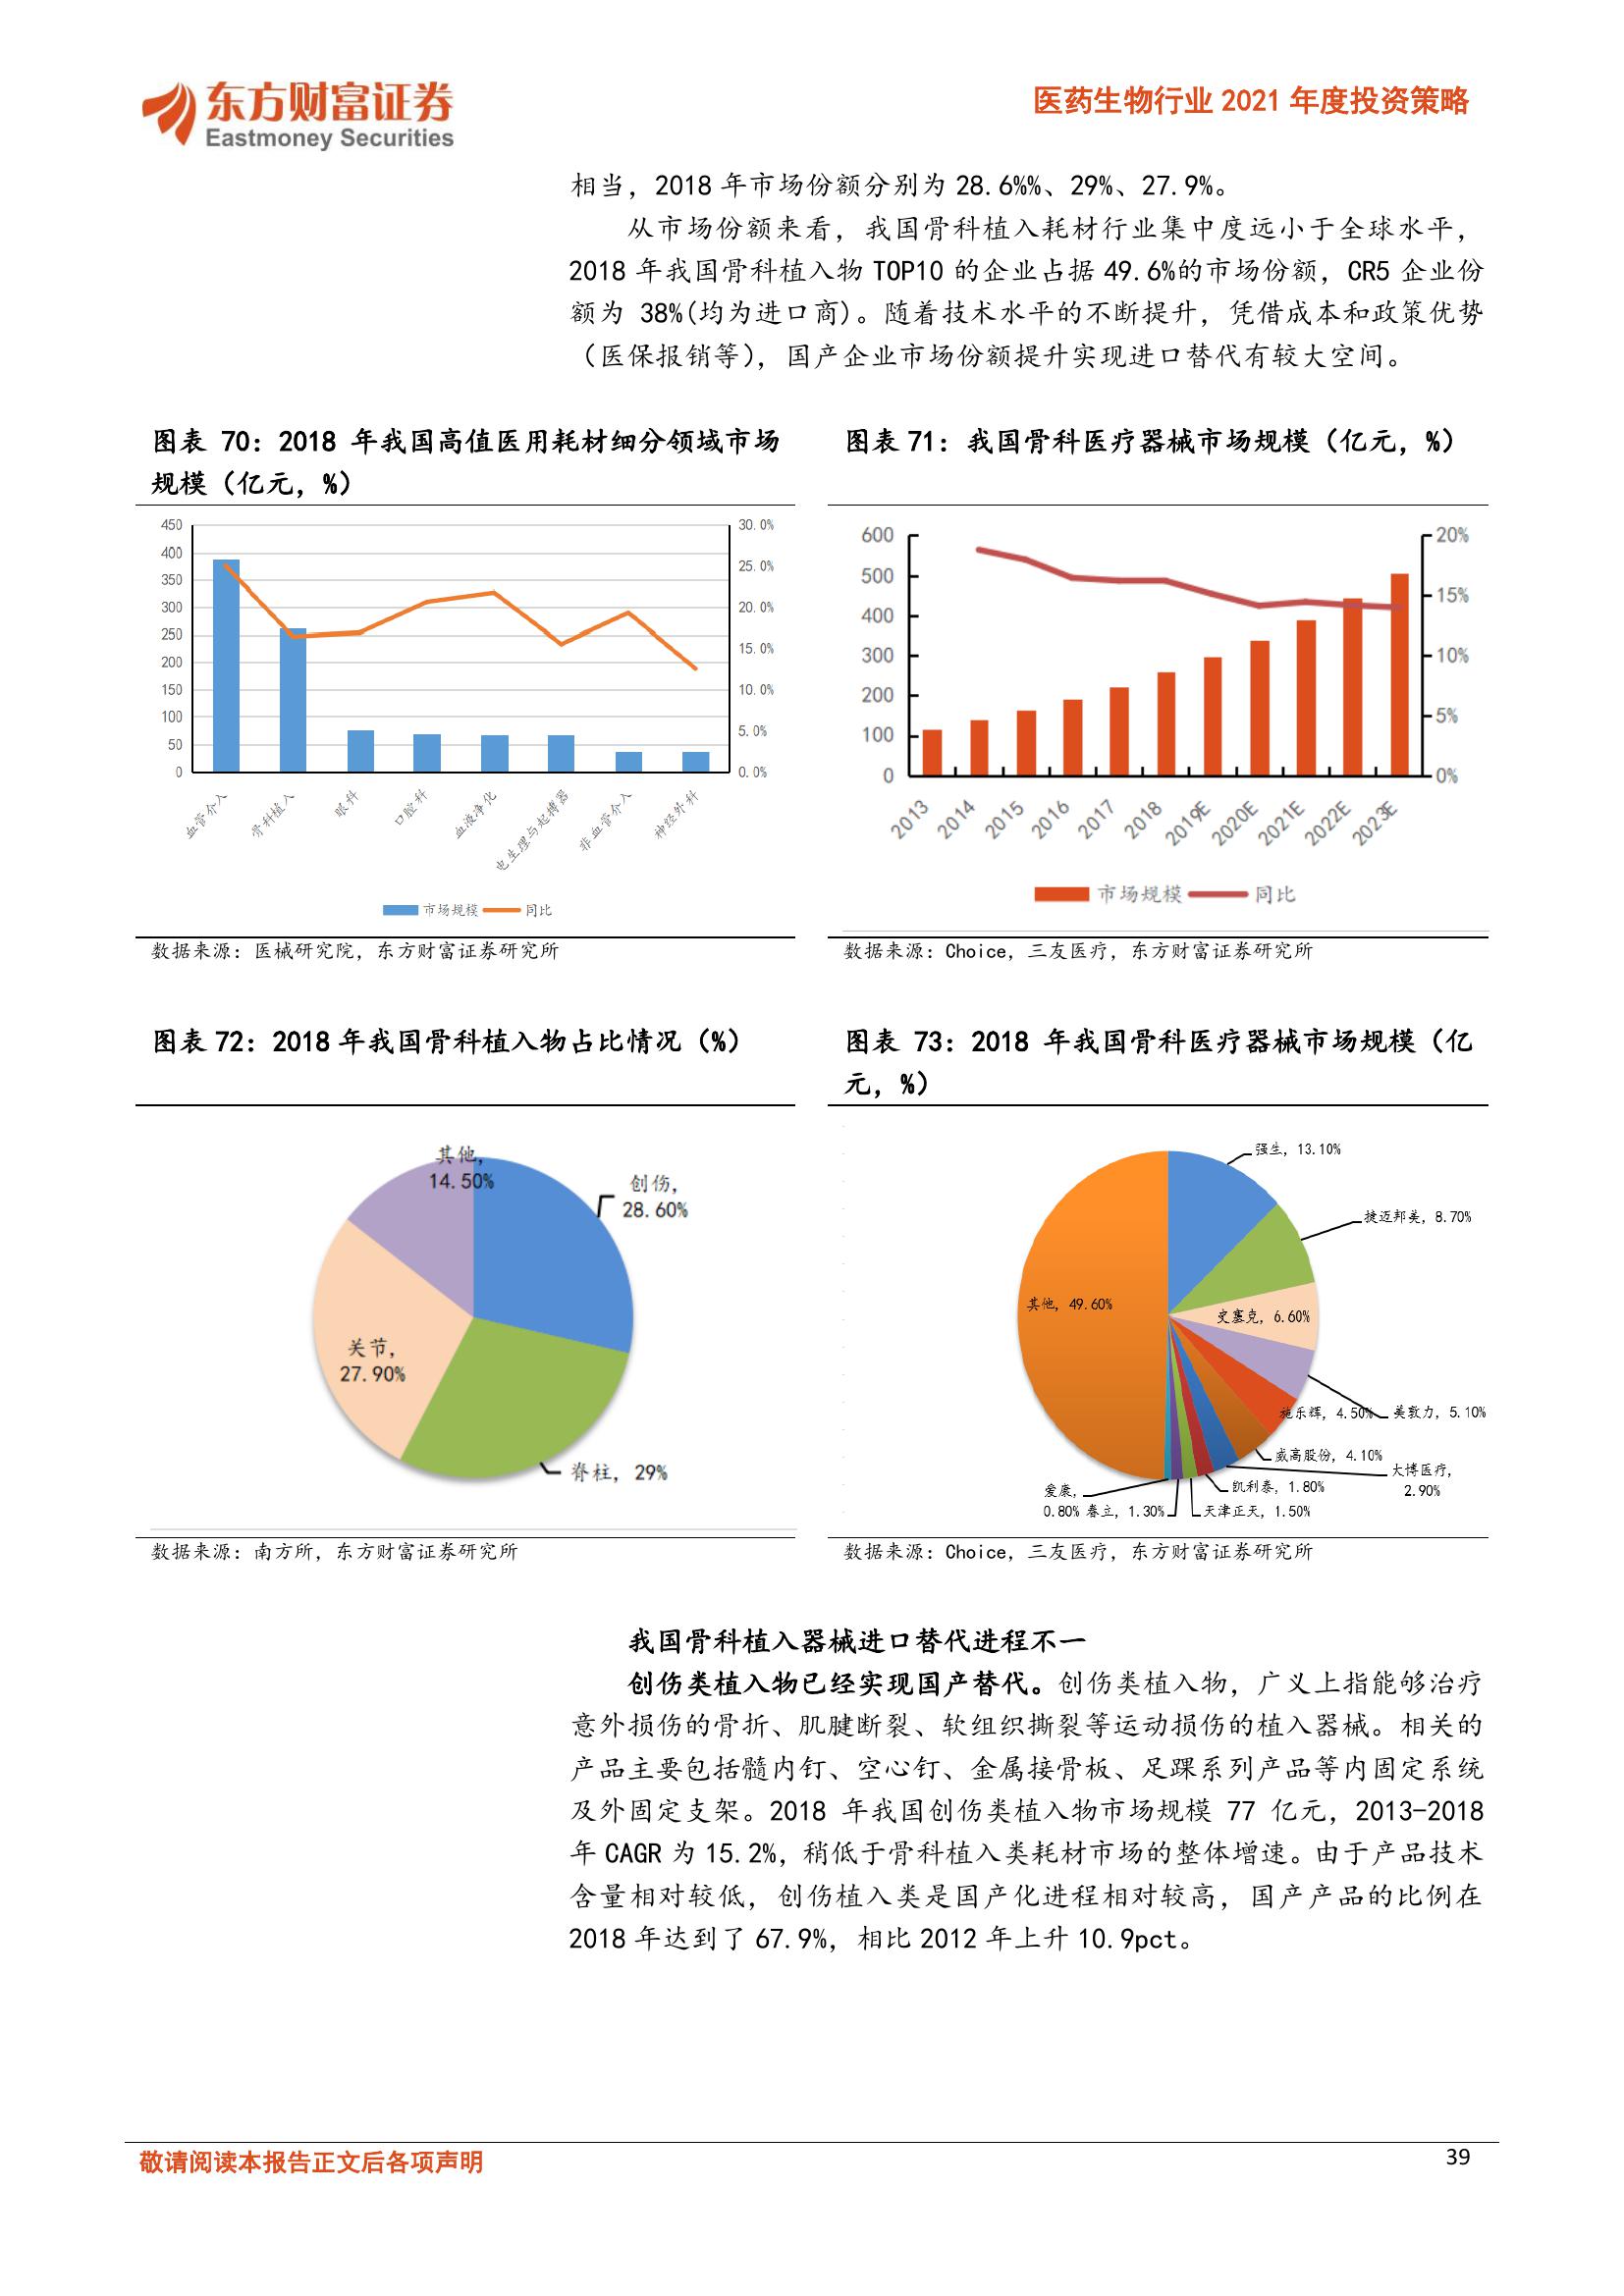 东方财富证券
Eastmoney Securities
医药生物行业 2021 年度投资策略
相当，2018 年市场份额分别为 28.6%%、29%、27.9%。
从市场份额来看，我国骨科植入耗材行业集中度远小于全球水平，
2018 年我国骨科植入物 TOP10 的企业占据 49.6%的市场份额，CR5 企业份
额为 38%(均为进口商)。随着技术水平的不断提升，凭借成本和政策优势
（医保报销等），国产企业市场份额提升实现进口替代有较大空间。
图表 70：2018 年我国高值医用耗材细分领域市场
规模（亿元，%）
450
400
350
300
250
200
150
100
50
0
30.0%
25.0%
20.0%
15.0%
10.0%
5.0%
0.0%
血管介入
骨科植入
眼科
口腔科
血液净化
电生理与起搏器
非血管介入
神经外科
市场规模
同比
数据来源：医械研究院，东方财富证券研究所
图表 71：我国骨科医疗器械市场规模（亿元，%）
600
500
400
300
200
100
0
20%
15%
10%
5%
0%
2013
2014
2015
2016
2017
2018
2019E
2020E
2021E
2022E
2023E
市场规模
同比
数据来源：Choice，三友医疗，东方财富证券研究所
图表 72：2018 年我国骨科植入物占比情况（%）
其他，
14.50%
创伤，
28.60%
关节，
27.90%
脊柱，29%
数据来源：南方所，东方财富证券研究所
图表 73：2018 年我国骨科医疗器械市场规模（亿
元，%）
强生，13.10%
捷迈邦美，8.70%
其他，49.60%
史塞克，6.60%
施乐辉，4.50%
美敦力，5.10%
威高股份，4.10%
大博医疗，
2.90%
凯利泰，1.80%
爱康，
0.80%
春立，1.30%
天津正天，1.50%
数据来源：Choice，三友医疗，东方财富证券研究所
我国骨科植入器械进口替代进程不一
创伤类植入物已经实现国产替代。创伤类植入物，广义上指能够治疗
意外损伤的骨折、肌腱断裂、软组织撕裂等运动损伤的植入器械。相关的
产品主要包括髓内钉、空心钉、金属接骨板、足踝系列产品等内固定系统
及外固定支架。2018 年我国创伤类植入物市场规模 77 亿元，2013-2018
年 CAGR 为 15.2%，稍低于骨科植入类耗材市场的整体增速。由于产品技术
含量相对较低，创伤植入类是国产化进程相对较高，国产产品的比例在
2018 年达到了 67.9%，相比 2012 年上升 10.9pct。
敬请阅读本报告正文后各项声明
39